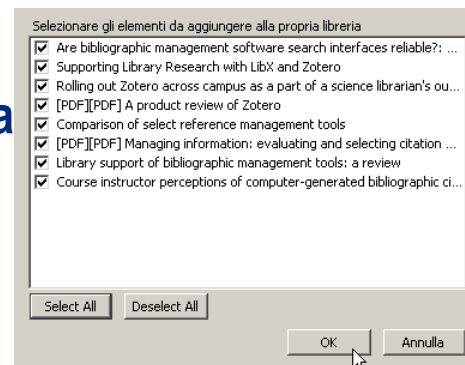 Selezionare gli elementi da aggiungere alla propria libreria
Are bibliographic management software search interfaces reliable?: ...
Supporting Library Research with LibX and Zotero
Rolling out Zotero across campus as a part of a science librarian's ou...
[PDF][PDF] A product review of Zotero
a
Comparison of select reference management tools
[PDF][PDF] Managing information: evaluating and selecting citation ...
Library support of bibliographic management tools: a review
Course instructor perceptions of computer-generated bibliographic ci...
Select All Deselect All
OK Annulla